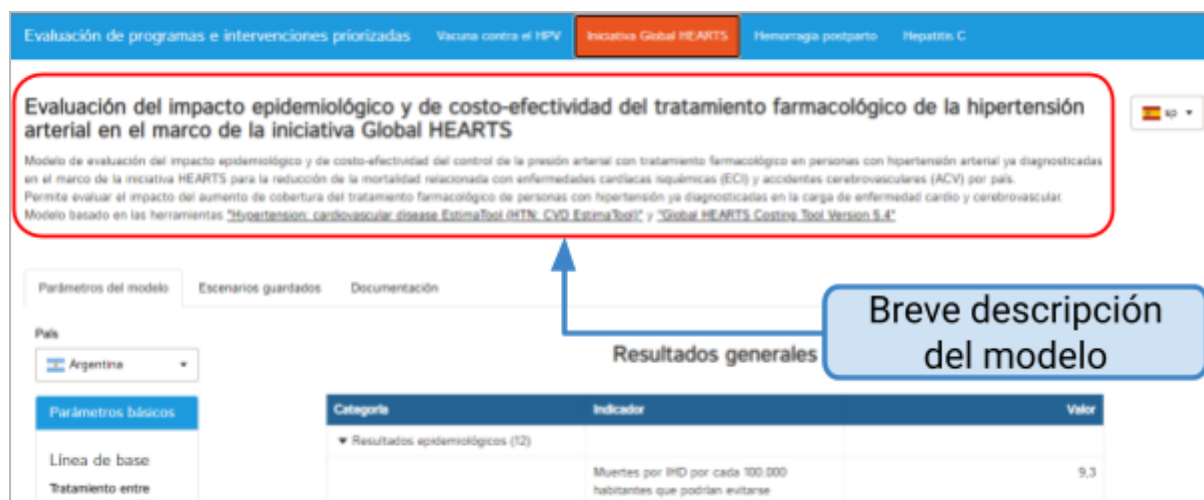 Evaluación de programas e intervenciones priorizadas Vacuna contra el HPV Iniciativa Global HEARTS Hemorragia postparto Hepatitis C
Evaluación del impacto epidemiológico y de costo-efectividad del tratamiento farmacológico de la hipertensión
arterial en el marco de la iniciativa Global HEARTS
sp
Modelo de evaluación del impacto epidemiológico y de costo-efectividad del control de la presión arterial con tratamiento farmacológico en personas con hipertensión arterial ya diagnosticadas
en el marco de la iniciativa HEARTS para la reducción de la mortalidad relacionada con enfermedades cardíacas isquémicas (ECI) y accidentes cerebrovasculares (ACV) por país.
Permite evaluar el impacto del aumento de cobertura del tratamiento farmacológico de personas con hipertensión ya diagnosticadas en la carga de enfermedad cardio y cerebrovascular.
Modelo basado en las herramientas "Hypertension: cardiovascular disease EstimaTool (HTN: CVD EstimaTool)" y "Global HEARTS Costing Tool Version 5.4"
Parámetros del modelo Escenarios guardados Documentación
Breve descripción
del modelo
País
Argentina
Resultados generales
Parámetros básicos
Categoría Indicador Valor
Resultados epidemiológicos (12)
Línea de base
Tratamiento entre
Muertes por IHD por cada 100.000 9,3
habitantes que podrían evitarse